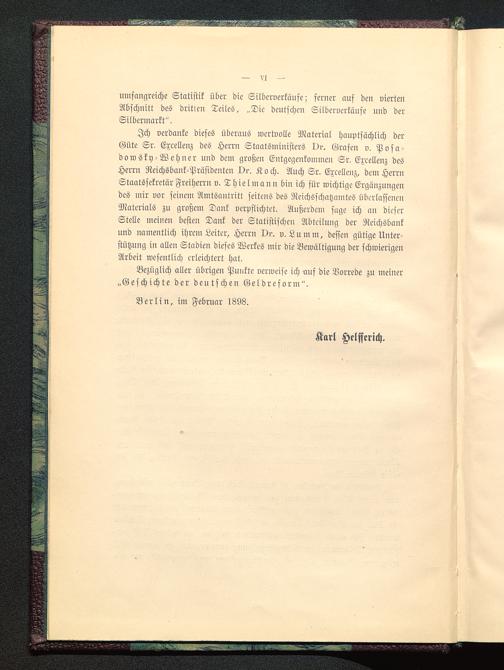 — VI —
umfangreiche Statistik über die Silberverkäufe; ferner auf den vierten
Abschnitt des dritten Teiles, „Die deutschen Silberverkäufe und der
Silbermarkt“.
Ich verdanke dieses überaus wertvolle Material hauptsächlich der
Güte Sr. Excellenz des Herrn Staatsministers Dr. Grafen v. Posa-
dowsky-Wehner und dem großen Entgegenkommen Sr. Excellenz des
Herrn Reichsbank-Präsidenten Dr. Koch. Auch Sr. Excellenz, dem Herrn
Staatssekretär Freiherrn v. Thielmann bin ich für wichtige Ergänzungen
des mir vor seinem Amtsantritt seitens des Reichsschatzamtes überlassenen
Materials zu großem Dank verpflichtet. Außerdem sage ich an dieser
Stelle meinen besten Dank der Statistischen Abteilung der Reichsbank
und namentlich ihrem Leiter, Herrn Dr. v. Lumm, dessen gütige Unter-
stützung in allen Stadien dieses Werkes mir die Bewältigung der schwierigen
Arbeit wesentlich erleichtert hat.
Bezüglich aller übrigen Punkte verweise ich auf die Vorrede zu meiner
„Geschichte der deutschen Geldreform“.
Berlin, im Februar 1898.
Karl Helfferich.